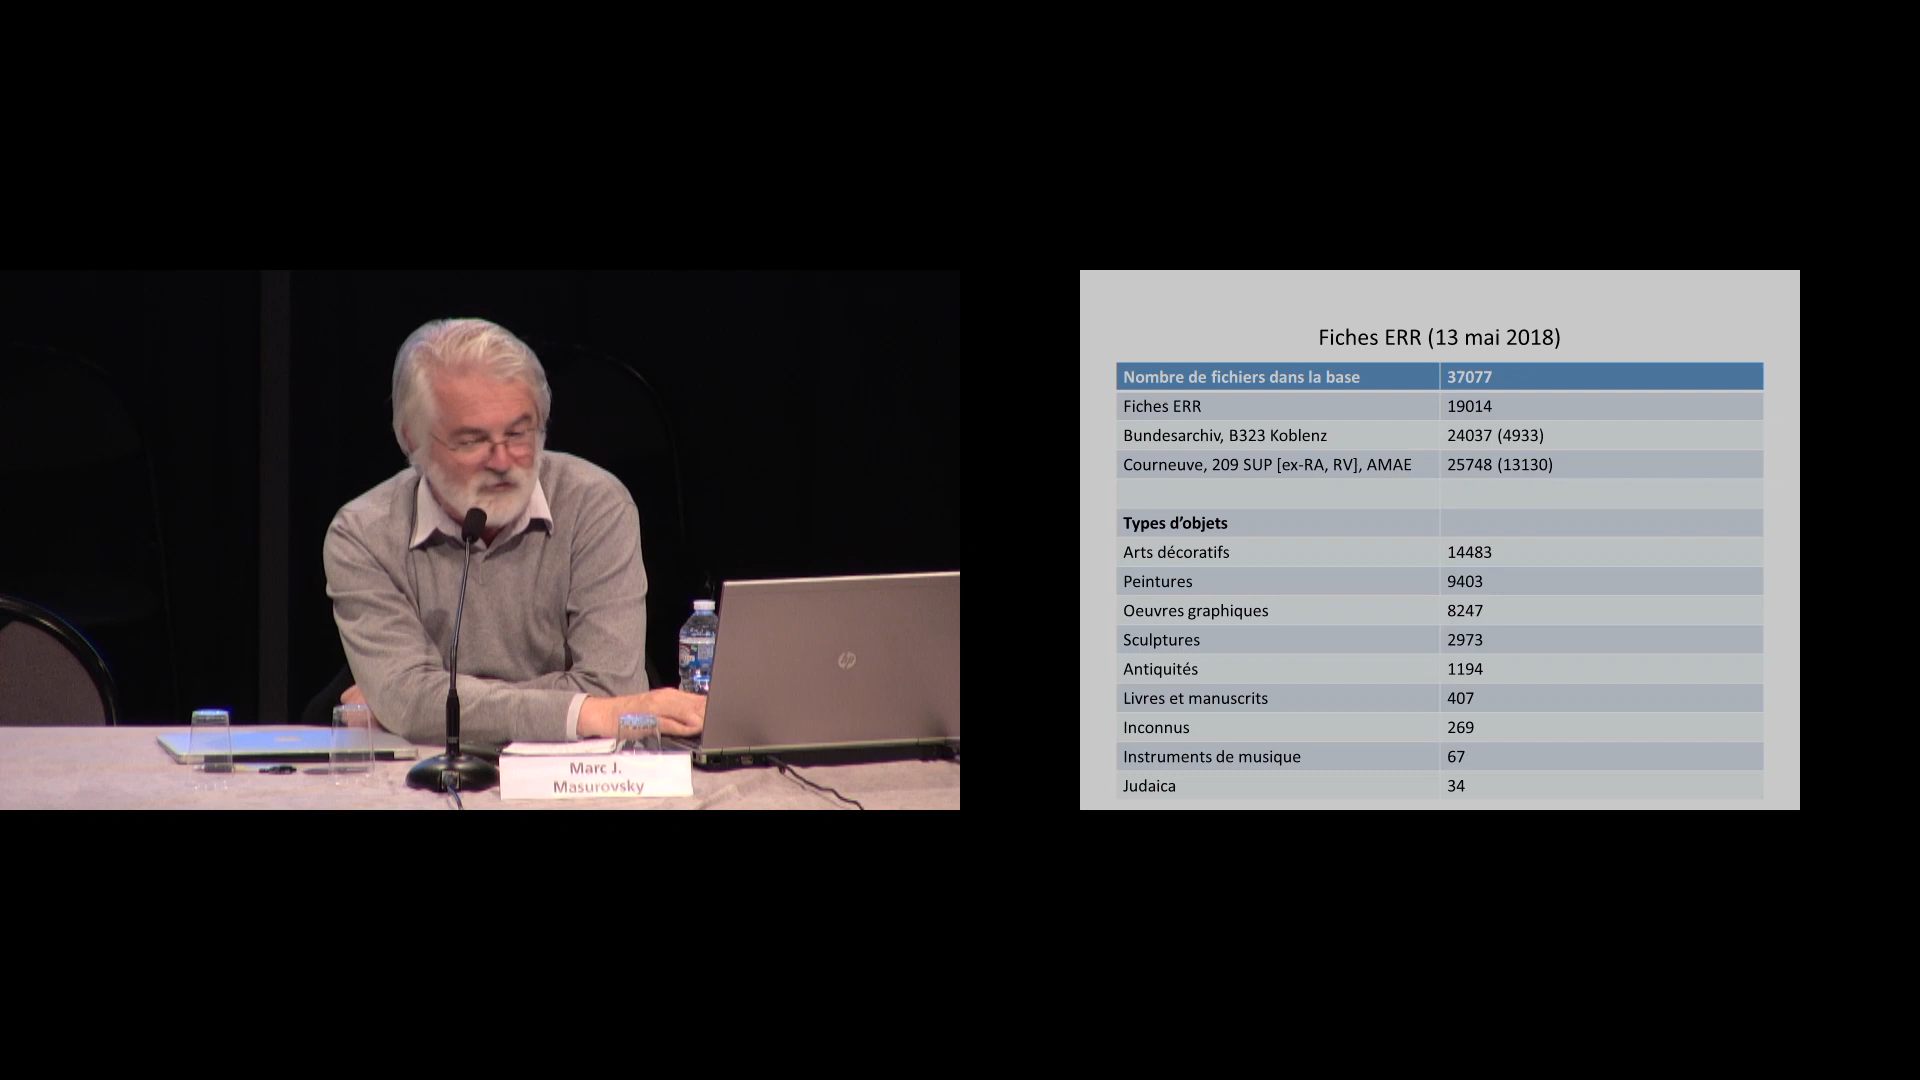 Marc J.
Masurovsky
hp
Fiches ERR (13 mai 2018)
Nombre de fichiers dans la base 37077
Fiches ERR 19014
Bundesarchiv, B323 Koblenz 24037 (4933)
Courneuve, 209 SUP [ex-RA, RV], AMAE 25748 (13130)
Types d’objets
Arts décoratifs 14483
Peintures 9403
Oeuvres graphiques 8247
Sculptures 2973
Antiquités 1194
Livres et manuscrits 407
Inconnus 269
Instruments de musique 67
Judaica 34